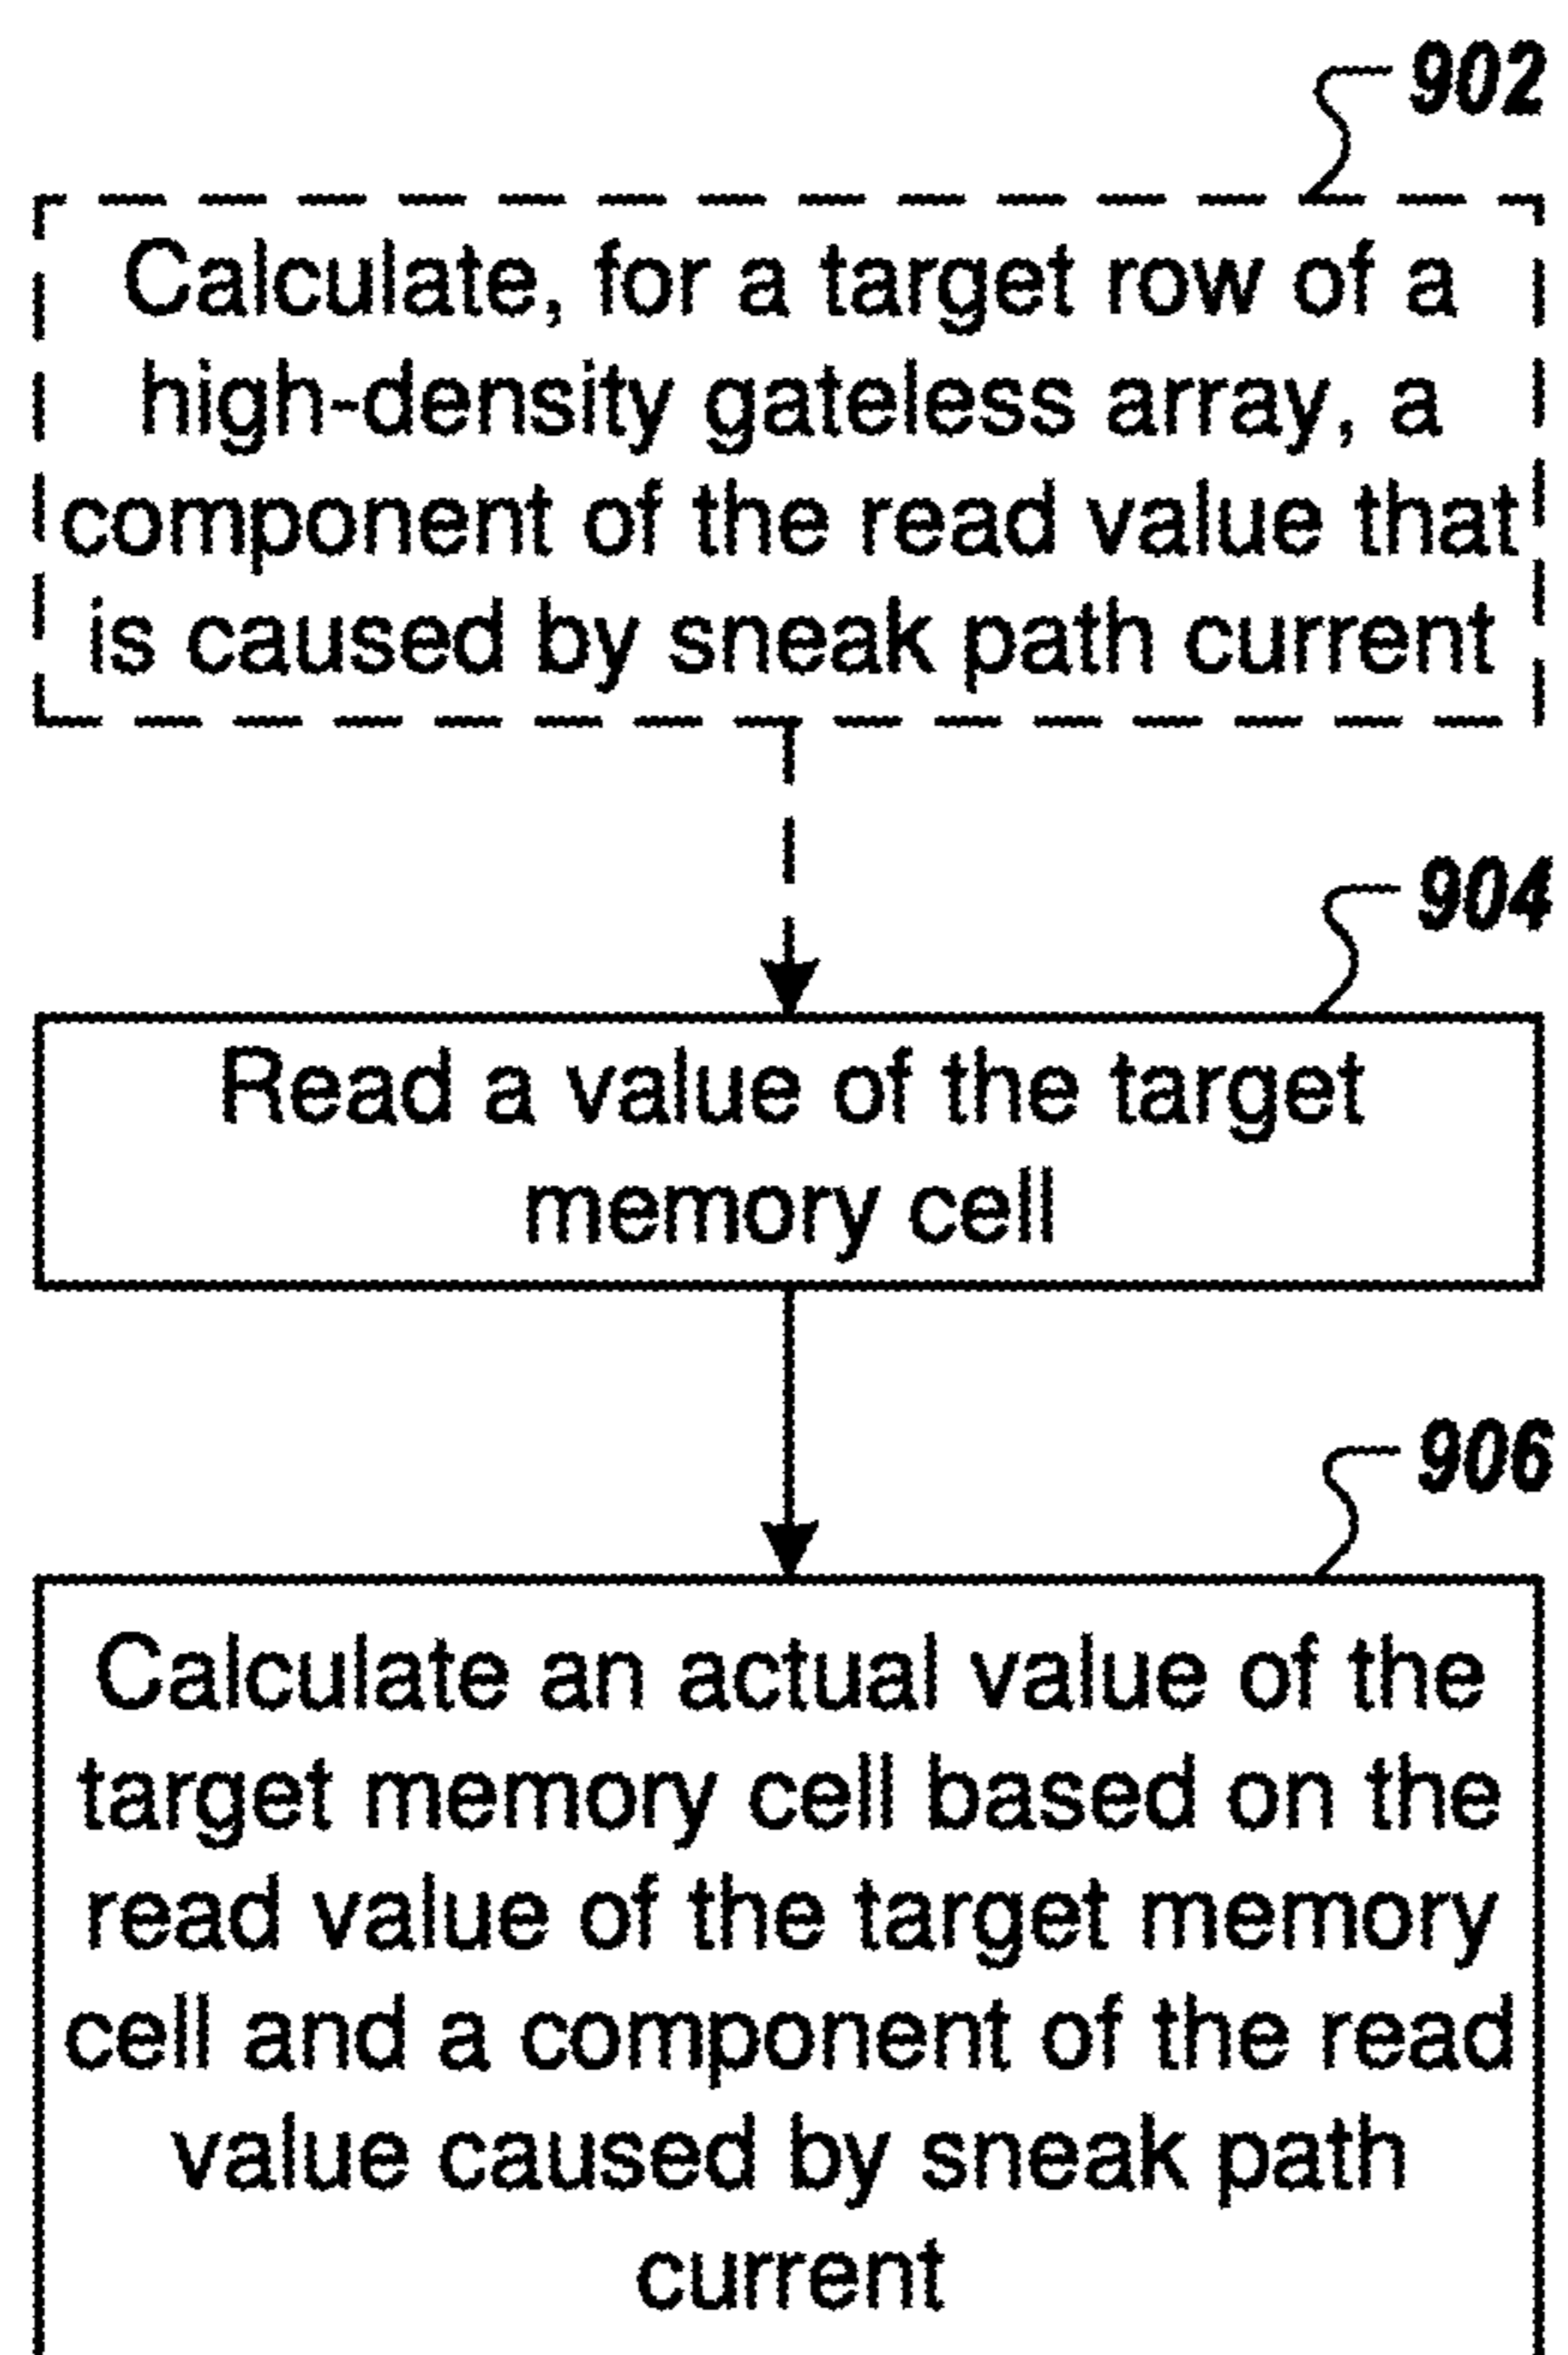 902
Calculate, for a target row of a
high-density gateless array, a
component of the read value that
is caused by sneak path current
904
Read a value of the target
memory cell
906
Calculate an actual value of the
target memory cell based on the
read value of the target memory
cell and a component of the read
value caused by sneak path
current